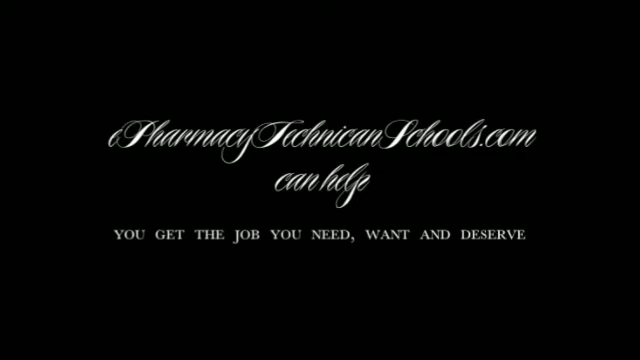 ePharmacyTechnicanSchools.com
can help
YOU GET THE JOB YOU NEED, WANT AND DESERVE